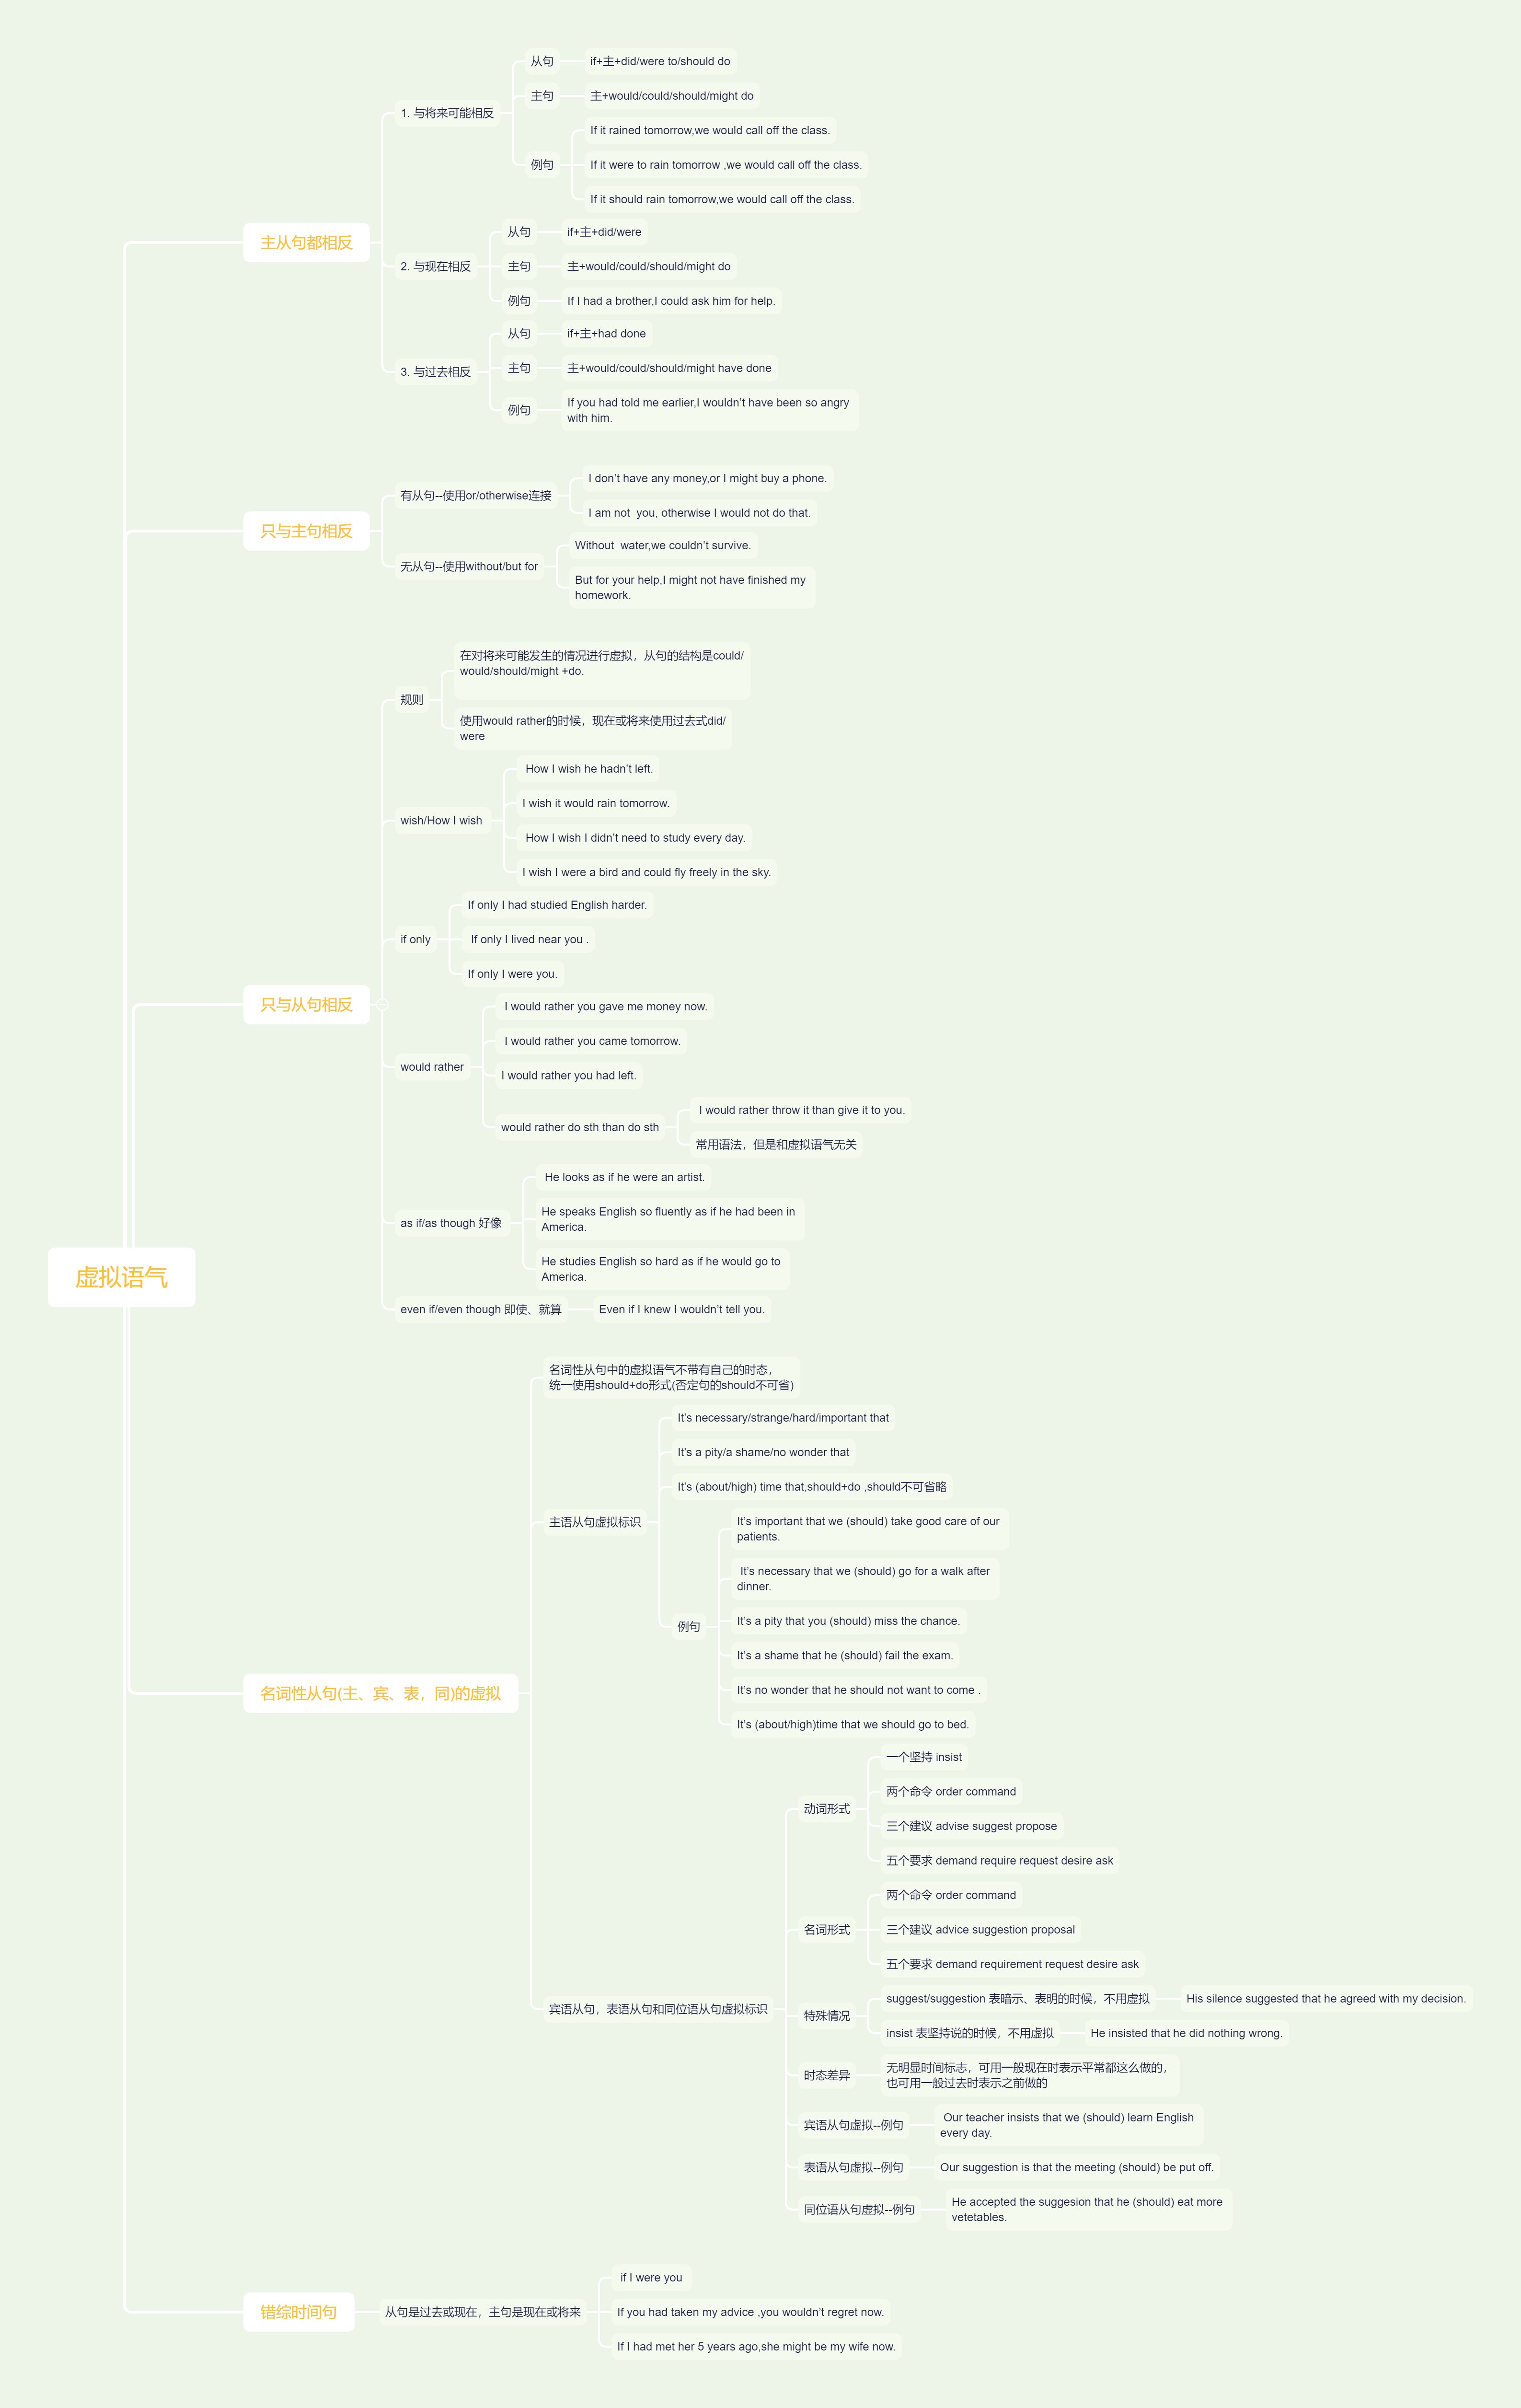 虚拟语气
主从句都相反
1. 与将来可能相反
从句
if+主+did/were to/should do
主句
主+would/could/should/might do
例句
If it rained tomorrow,we would call off the class.
If it were to rain tomorrow ,we would call off the class.
If it should rain tomorrow,we would call off the class.
2. 与现在相反
从句
if+主+did/were
主句
主+would/could/should/might do
例句
If I had a brother,I could ask him for help.
3. 与过去相反
从句
if+主+had done
主句
主+would/could/should/might have done
例句
If you had told me earlier,I wouldn't have been so angry
with him.
只与主句相反
有从句--使用or/otherwise连接
I don't have any money,or I might buy a phone.
I am not  you, otherwise I would not do that.
无从句--使用without/but for
Without  water,we couldn't survive.
But for your help,I might not have finished my
homework.
只与从句相反
规则
在对将来可能发生的情况进行虚拟，从句的结构是could/
would/should/might +do.
使用would rather的时候，现在或将来使用过去式did/
were
wish/How I wish
How I wish he hadn't left.
I wish it would rain tomorrow.
How I wish I didn't need to study every day.
I wish I were a bird and could fly freely in the sky.
if only
If only I had studied English harder.
If only I lived near you .
If only I were you.
would rather
I would rather you gave me money now.
I would rather you came tomorrow.
I would rather you had left.
would rather do sth than do sth
I would rather throw it than give it to you.
常用语法，但是和虚拟语气无关
as if/as though 好像
He looks as if he were an artist.
He speaks English so fluently as if he had been in
America.
He studies English so hard as if he would go to
America.
even if/even though 即使、就算
Even if I knew I wouldn't tell you.
名词性从句(主、宾、表，同)的虚拟
名词性从句中的虚拟语气不带有自己的时态，
统一使用should+do形式(否定句的should不可省)
主语从句虚拟标识
It's necessary/strange/hard/important that
It's a pity/a shame/no wonder that
It's (about/high) time that,should+do ,should不可省略
例句
It's important that we (should) take good care of our
patients.
It's necessary that we (should) go for a walk after
dinner.
It's a pity that you (should) miss the chance.
It's a shame that he (should) fail the exam.
It's no wonder that he should not want to come .
It's (about/high)time that we should go to bed.
宾语从句，表语从句和同位语从句虚拟标识
动词形式
一个坚持 insist
两个命令 order command
三个建议 advise suggest propose
五个要求 demand require request desire ask
名词形式
两个命令 order command
三个建议 advice suggestion proposal
五个要求 demand requirement request desire ask
特殊情况
suggest/suggestion 表暗示、表明的时候，不用虚拟
His silence suggested that he agreed with my decision.
insist 表坚持说的时候，不用虚拟
He insisted that he did nothing wrong.
时态差异
无明显时间标志，可用一般现在时表示平常都这么做的，
也可用一般过去时表示之前做的
宾语从句虚拟--例句
Our teacher insists that we (should) learn English
every day.
表语从句虚拟--例句
Our suggestion is that the meeting (should) be put off.
同位语从句虚拟--例句
He accepted the suggesion that he (should) eat more
vetetables.
错综时间句
从句是过去或现在，主句是现在或将来
if I were you
If you had taken my advice ,you wouldn't regret now.
If I had met her 5 years ago,she might be my wife now.